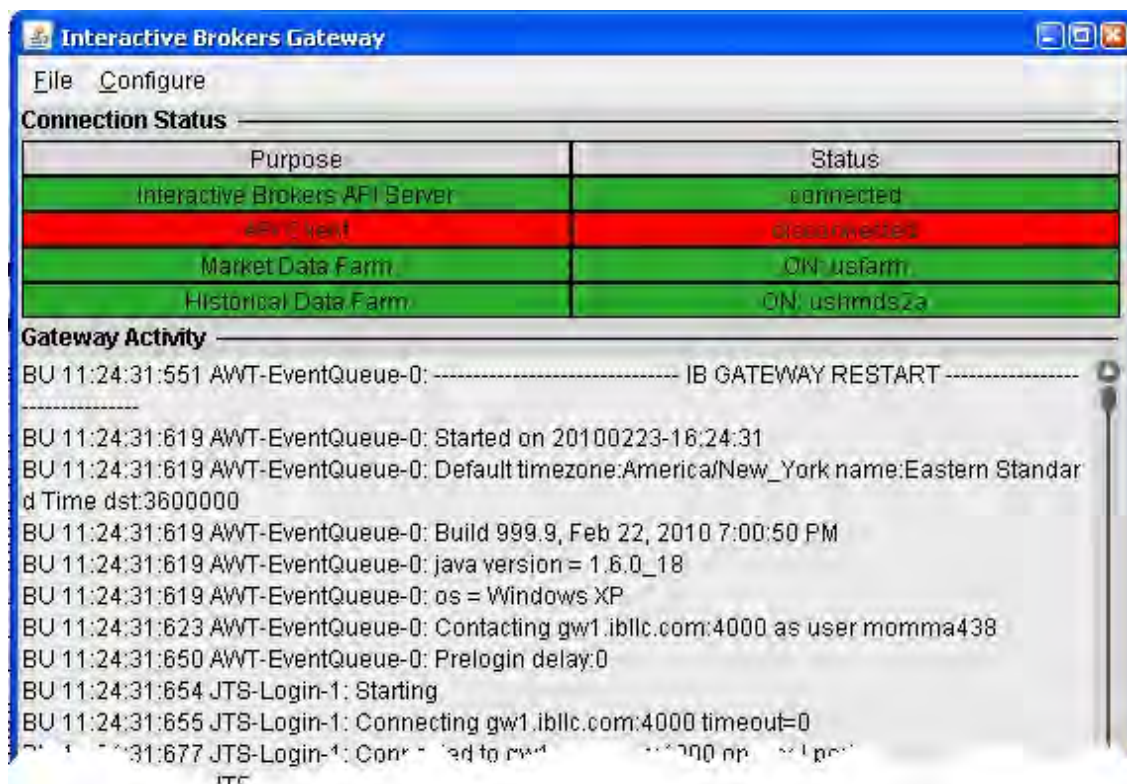 Interactive Brokers Gateway
File Configure
Connection Status
Purpose Status
Interactive Brokers API Server connected
API Client disconnected
Market Data Farm ON: usfarm
Historical Data Farm ON: ushmds2a
Gateway Activity
BU 11:24:31:551 AWT-EventQueue-0: ------------------------------- IB GATEWAY RESTART -----------------
---------------
BU 11:24:31:619 AWT-EventQueue-0: Started on 20100223-16:24:31
BU 11:24:31:619 AWT-EventQueue-0: Default timezone:America/New_York name:Eastern Standar
d Time dst:3600000
BU 11:24:31:619 AWT-EventQueue-0: Build 999.9, Feb 22, 2010 7:00:50 PM
BU 11:24:31:619 AWT-EventQueue-0: java version = 1.6.0_18
BU 11:24:31:619 AWT-EventQueue-0: os = Windows XP
BU 11:24:31:623 AWT-EventQueue-0: Contacting gw1.ibllc.com:4000 as user momma438
BU 11:24:31:650 AWT-EventQueue-0: Prelogin delay:0
BU 11:24:31:654 JTS-Login-1: Starting
BU 11:24:31:655 JTS-Login-1: Connecting gw1.ibllc.com:4000 timeout=0
:31:677 JTS-Login-1: to
JTS